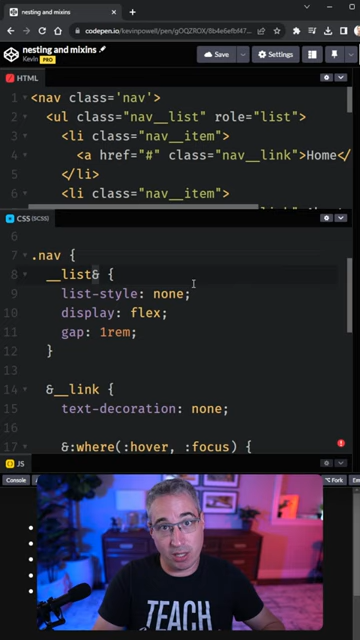 nesting and mixins
codepen.io/kevinpowell/pen/gOQZROX/8b4e6efbf47...
nesting and mixins
Kevin PRO
Save
Settings
HTML
1 <nav class='nav'>
2 <ul class="nav__list" role="list">
3 <li class="nav__item">
4 <a href="#" class="nav__link">Home</
5 </li>
6 <li class="nav__item">
CSS (SCSS)
6
7 .nav {
8 __list& {
9 list-style: none;
10 display: flex;
11 gap: 1rem;
12 }
13
14 &__link {
15 text-decoration: none;
16
17 &:where(:hover, :focus) {
JS
Console
Fork
TEACH